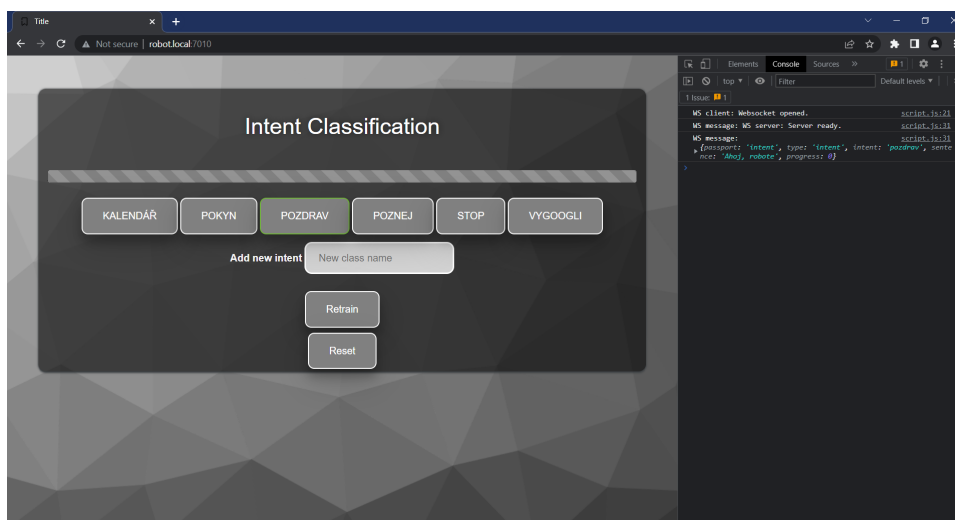 Title
Not secure | robot.local:7010
Elements Console Sources
1
top
Filter
Default levels
1 Issue: 1
WS client: Websocket opened. script.js:21
WS message: WS server: Server ready. script.js:31
WS message: script.js:31
{passport: 'intent', type: 'intent', intent: 'pozdrav', sente
nce: 'Ahoj, robote', progress: 0}
Intent Classification
KALENDÁŘ POKYN POZDRAV POZNEJ STOP VYGOOGLI
Add new intent New class name
Retrain
Reset